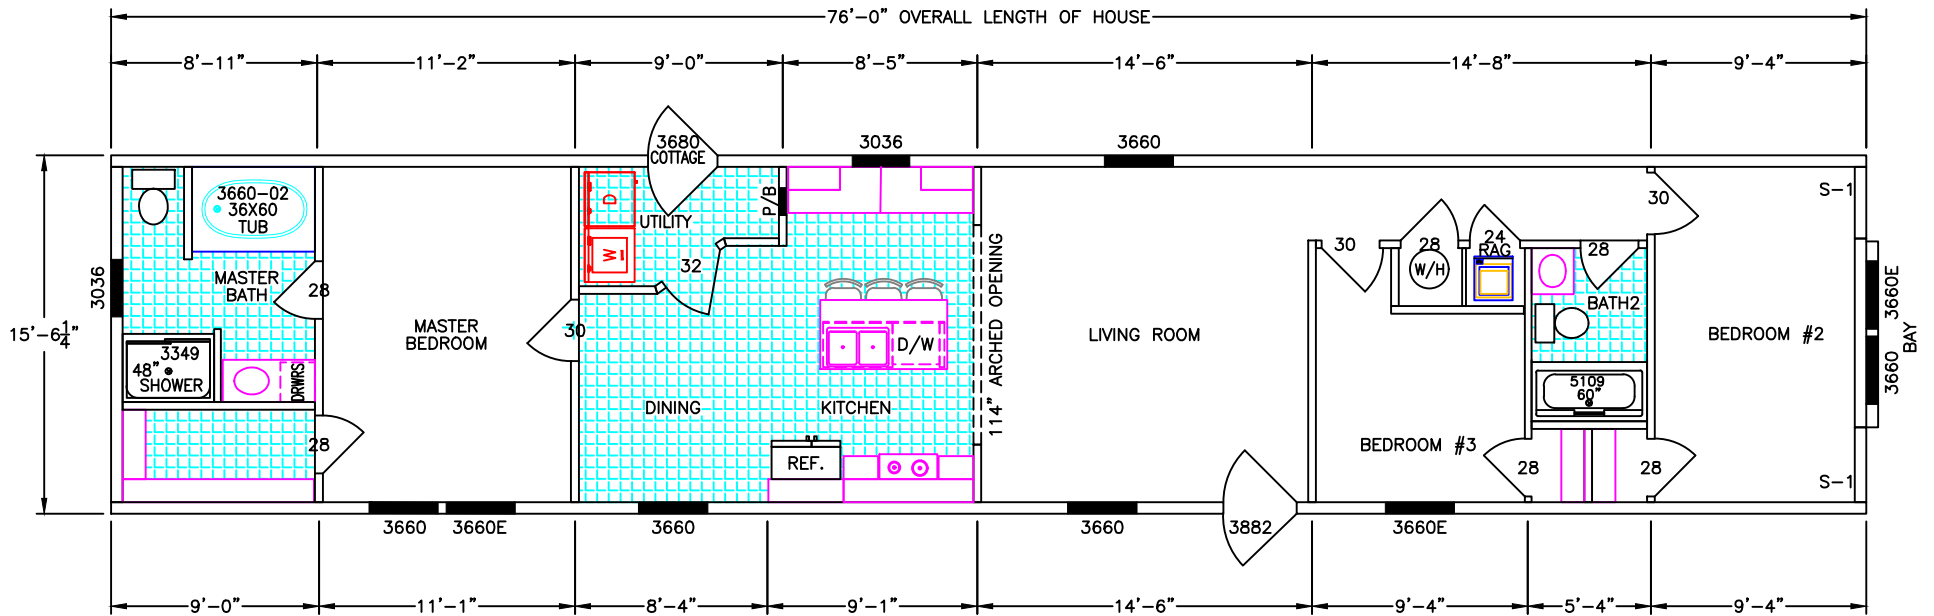 76'-0" OVERALL LENGTH OF HOUSE
8'-11"
11'-2"
9'-0"
8'-5"
14'-6"
14'-8"
9'-4"
3680
COTTAGE
3036
3660
3660-02
36X60
TUB
D
UTILITY
W
P/B
30
S-1
32
30
28
W/H
24
RAG
28
MASTER
BATH
28
3036
15'-6 1/4"
MASTER
BEDROOM
30
D/W
114" ARCHED OPENING
LIVING ROOM
BATH2
BEDROOM #2
3660E
3660
BAY
3349
48"
SHOWER
DRWRS
5109
60"
DINING
KITCHEN
28
REF.
BEDROOM #3
28
28
S-1
3660
3660E
3660
3660
3882
3660E
9'-0"
11'-1"
8'-4"
9'-1"
14'-6"
9'-4"
5'-4"
9'-4"